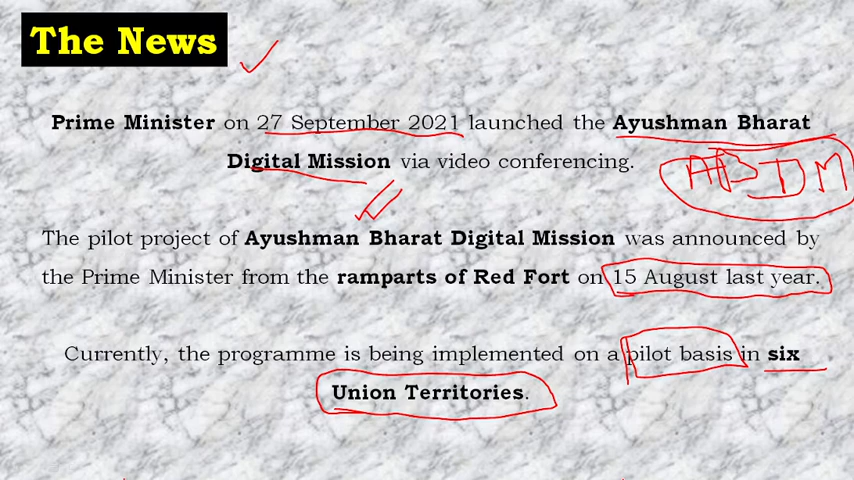 The News
Prime Minister on 27 September 2021 launched the Ayushman Bharat
Digital Mission via video conferencing.
ABDM
The pilot project of Ayushman Bharat Digital Mission was announced by
the Prime Minister from the ramparts of Red Fort on 15 August last year.
Currently, the programme is being implemented on a pilot basis in six
Union Territories.